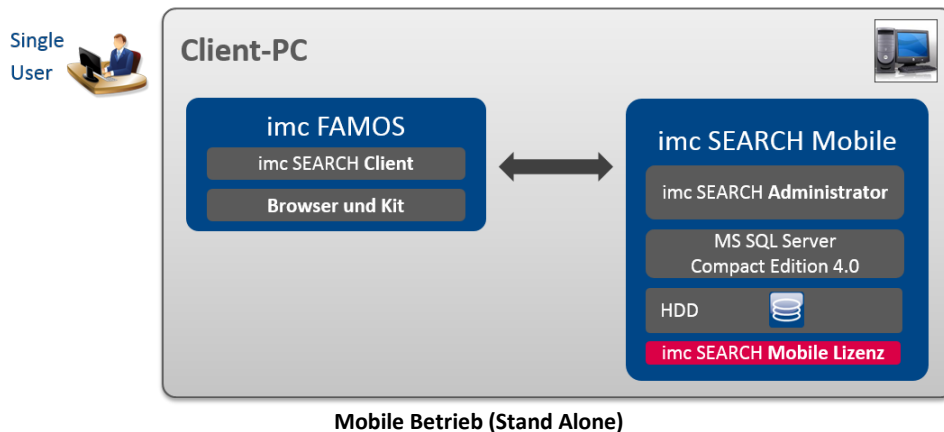 Single
User
Client-PC
imc FAMOS
imc SEARCH Client
Browser und Kit
imc SEARCH Mobile
imc SEARCH Administrator
MS SQL Server
Compact Edition 4.0
HDD
imc SEARCH Mobile Lizenz
Mobile Betrieb (Stand Alone)